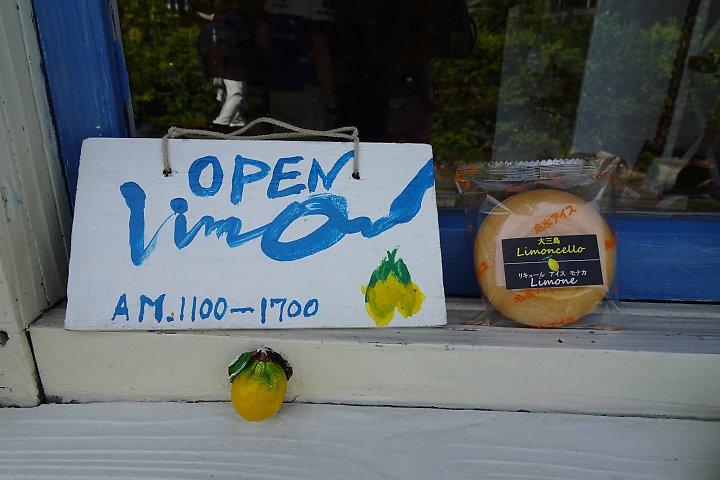 OPEN
Limone
AM.1100～1700
大三島
Limoncello
リキュール アイス モナカ
Limone